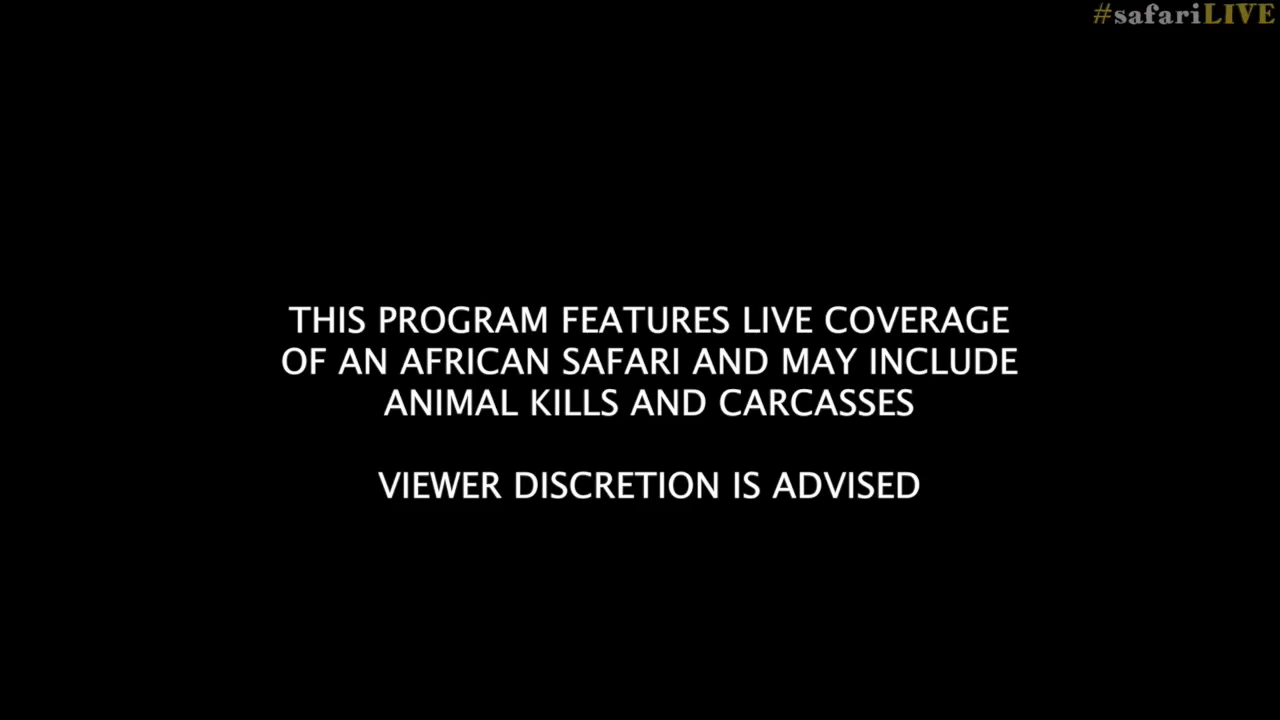 #safariLIVE
THIS PROGRAM FEATURES LIVE COVERAGE
OF AN AFRICAN SAFARI AND MAY INCLUDE
ANIMAL KILLS AND CARCASSES
VIEWER DISCRETION IS ADVISED